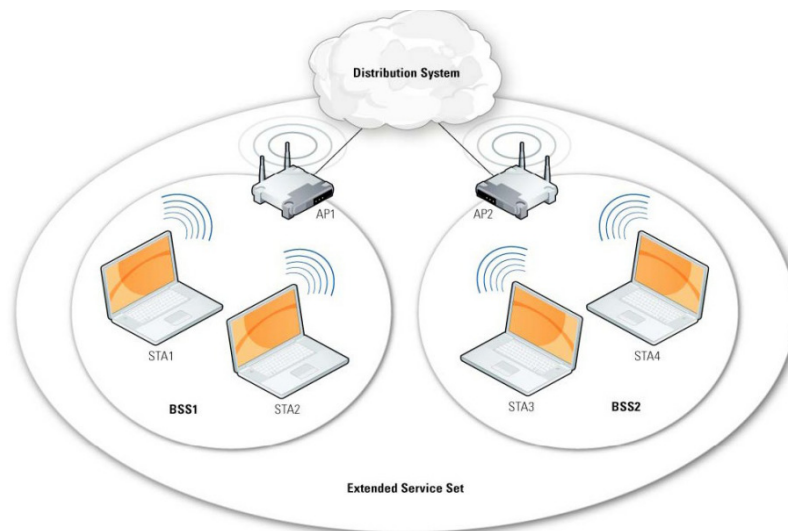 Distribution System
AP1
AP2
STA1
STA2
STA3
STA4
BSS1
BSS2
Extended Service Set